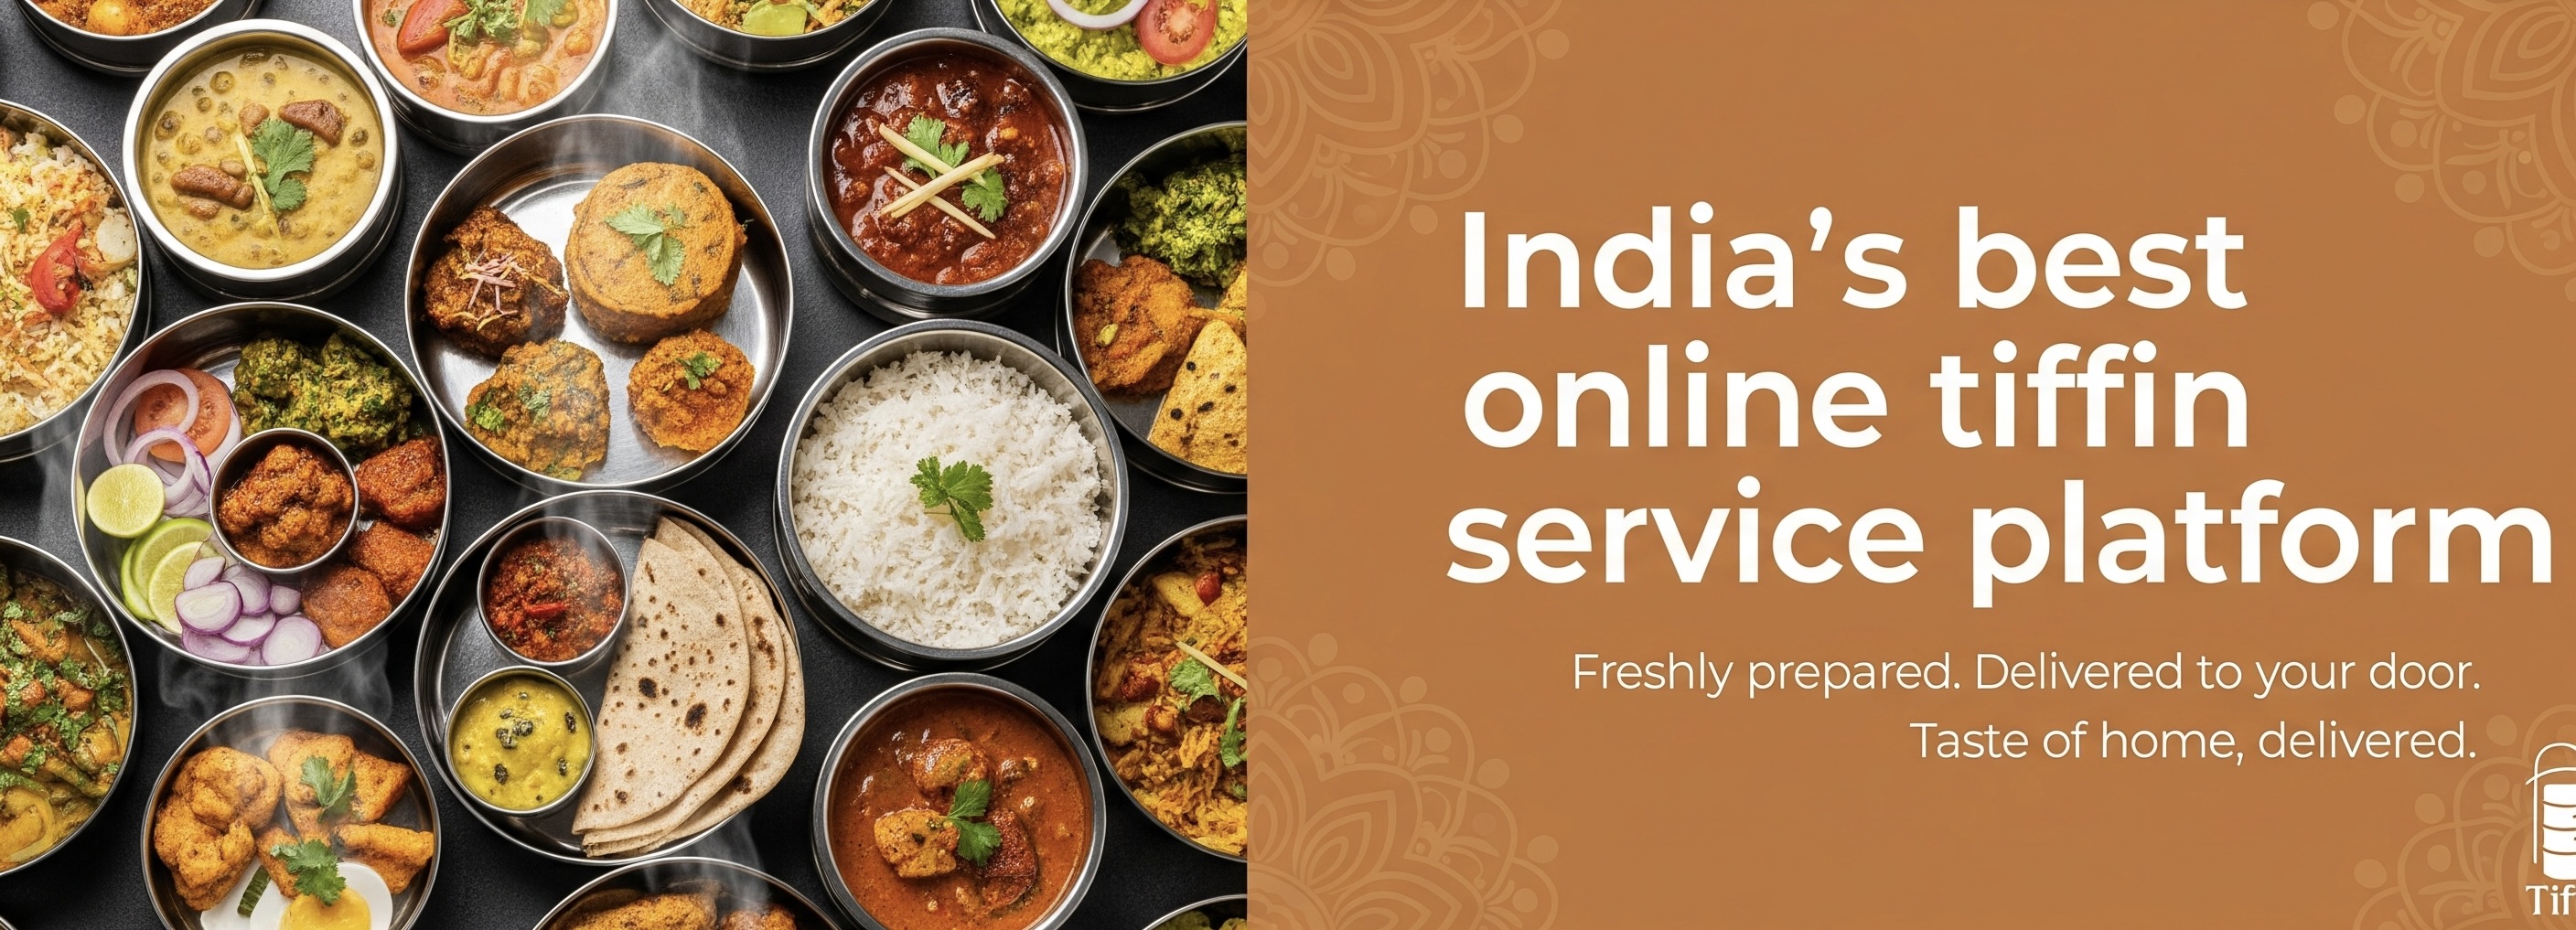 India’s best
online tiffin
service platform
Freshly prepared. Delivered to your door.
Taste of home, delivered.